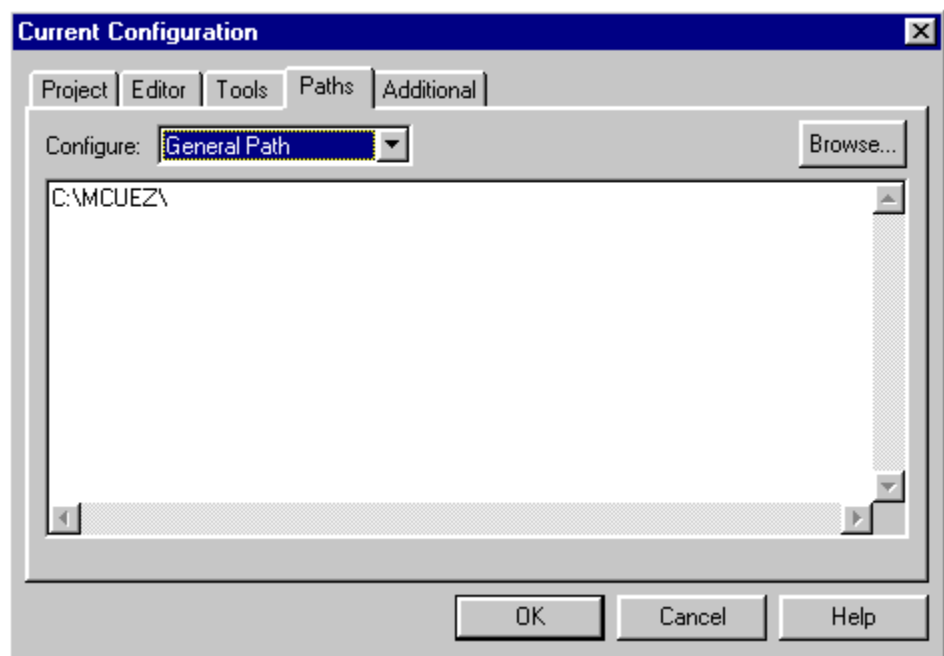 Current Configuration
Project Editor Tools Paths Additional
Configure: General Path Browse...
C:\MCUEZ\
OK Cancel Help